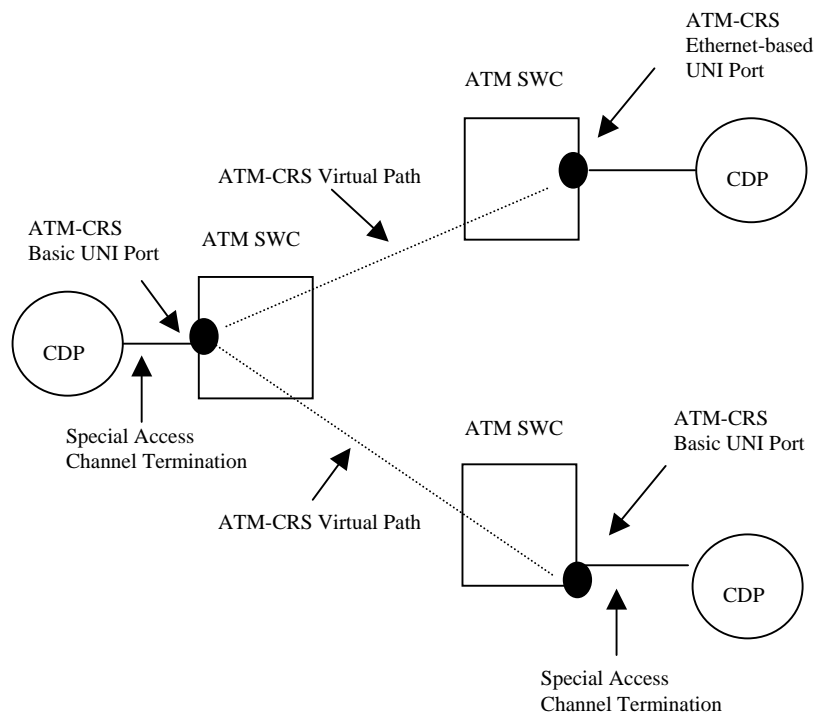 ATM-CRS
Ethernet-based
UNI Port
ATM SWC
CDP
ATM-CRS Virtual Path
ATM-CRS
Basic UNI Port
ATM SWC
CDP
Special Access
Channel Termination
ATM SWC
ATM-CRS
Basic UNI Port
ATM-CRS Virtual Path
CDP
Special Access
Channel Termination